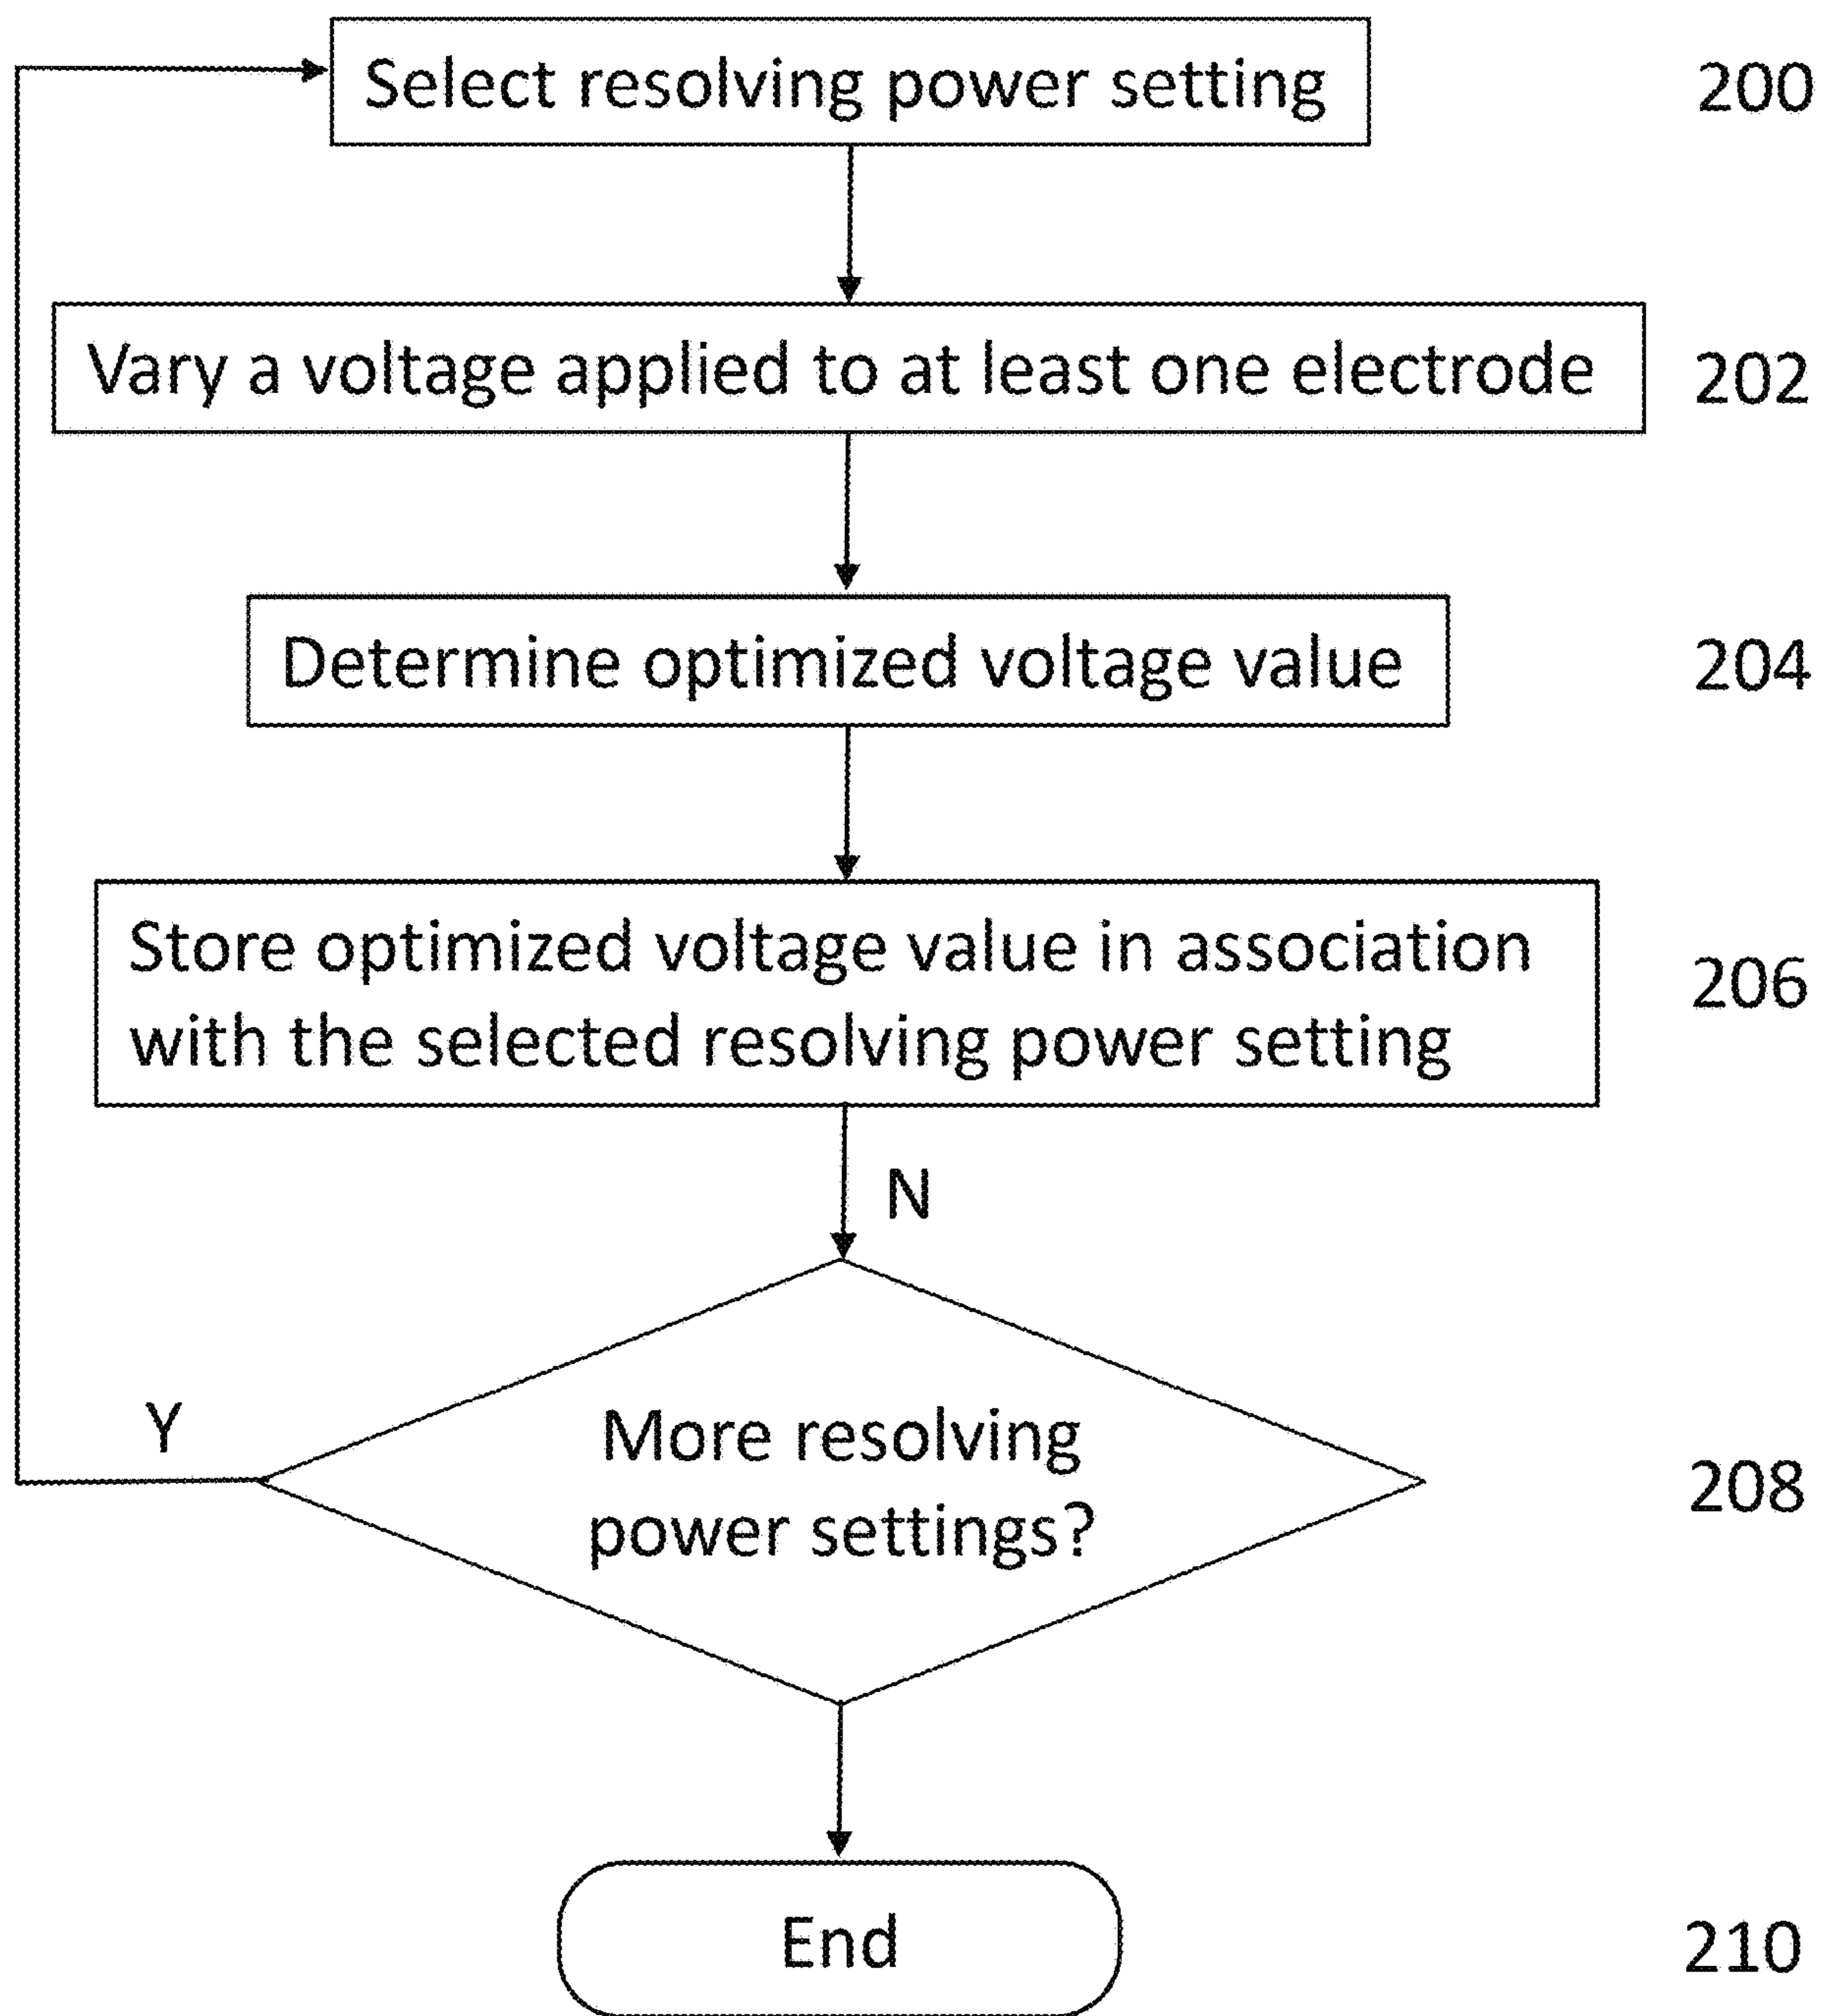 Select resolving power setting
200
Vary a voltage applied to at least one electrode
202
Determine optimized voltage value
204
Store optimized voltage value in association
with the selected resolving power setting
206
N
Y
More resolving
power settings?
208
End
210